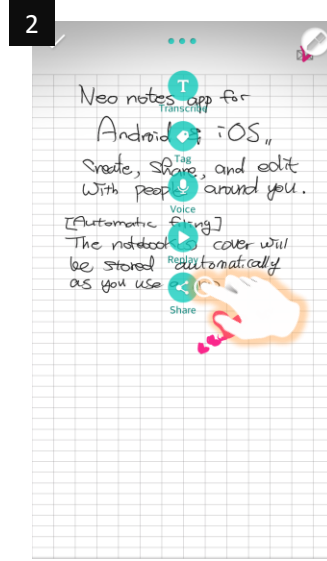 2
Neo notes app for
T
Transcribe
Android & iOS,,
Create, Share, and edit
Tag
With people around you.
Voice
[Automatic filing]
The notebook's cover will
Replay
be stored automatically
as you use
Share